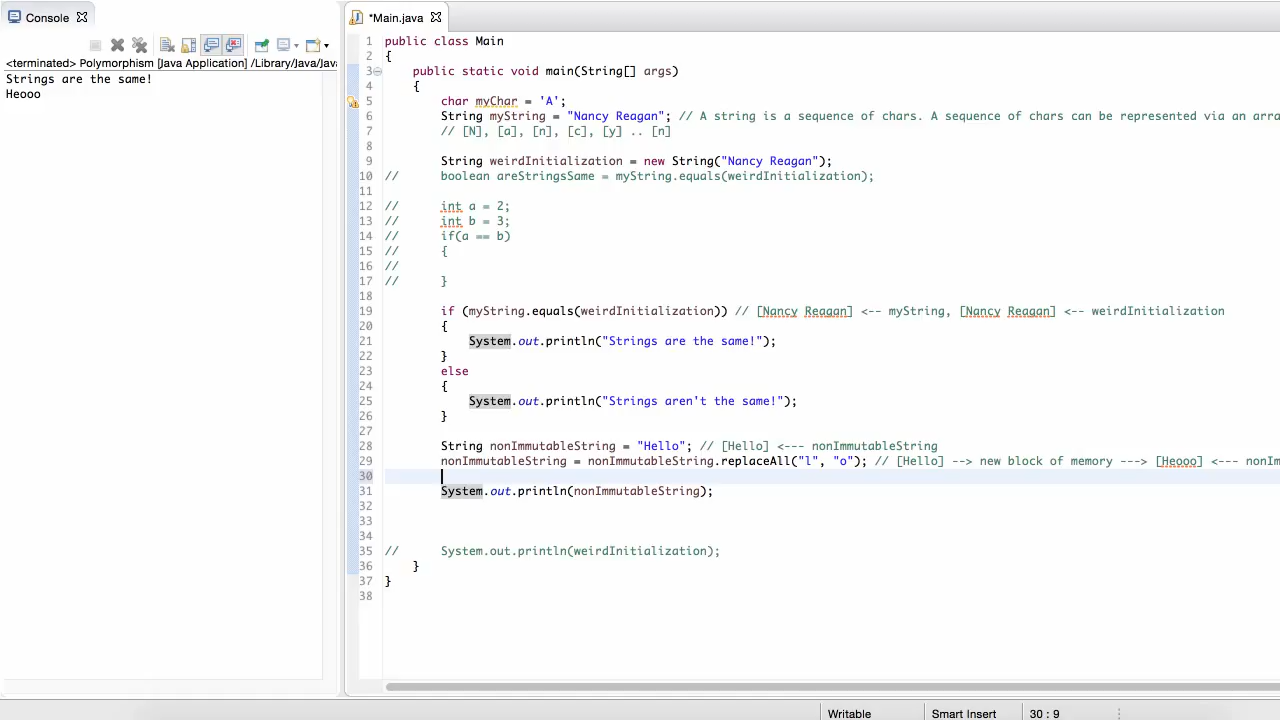 Console
<terminated> Polymorphism [Java Application] /Library/Java/Java
Strings are the same!
Heooo
*Main.java
1 public class Main
2 {
3 public static void main(String[] args)
4 {
5 char myChar = 'A';
6 String myString = "Nancy Reagan"; // A string is a sequence of chars. A sequence of chars can be represented via an arra
7 // [N], [a], [n], [c], [y] .. [n]
8
9 String weirdInitialization = new String("Nancy Reagan");
10 // boolean areStringsSame = myString.equals(weirdInitialization);
11
12 // int a = 2;
13 // int b = 3;
14 // if(a == b)
15 // {
16 //
17 // }
18
19 if (myString.equals(weirdInitialization)) // [Nancy Reagan] <-- myString, [Nancy Reagan] <-- weirdInitialization
20 {
21 System.out.println("Strings are the same!");
22 }
23 else
24 {
25 System.out.println("Strings aren't the same!");
26 }
27
28 String nonImmutableString = "Hello"; // [Hello] <--- nonImmutableString
29 nonImmutableString = nonImmutableString.replaceAll("l", "o"); // [Hello] --> new block of memory ---> [Heooo] <--- nonIm
30
31 System.out.println(nonImmutableString);
32
33
34
35 // System.out.println(weirdInitialization);
36 }
37 }
38
Writable
Smart Insert
30 : 9